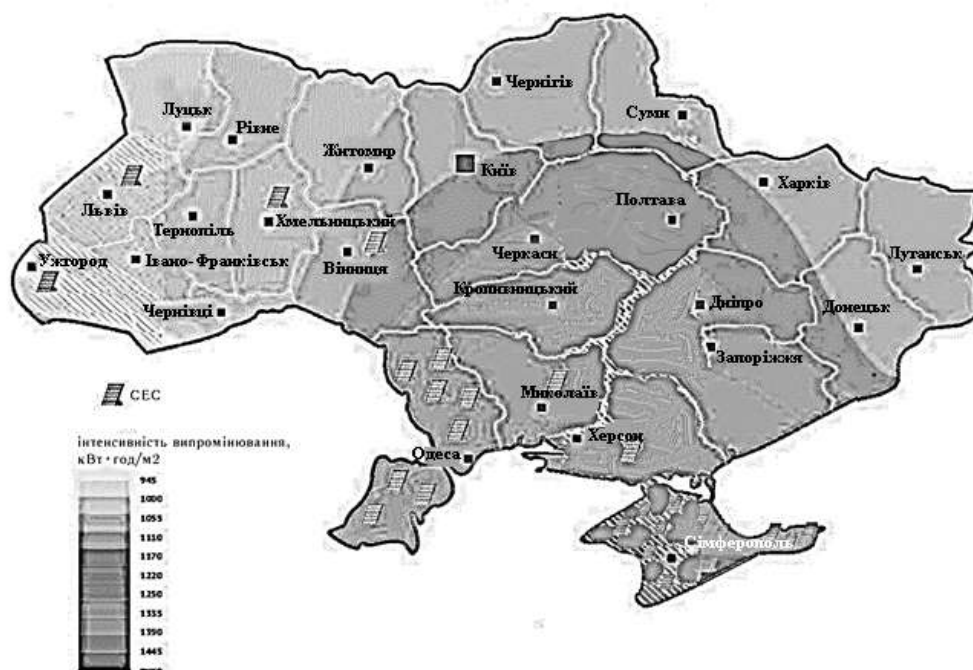 Чернігів
Суми
Луцьк
Рівне
Житомир
Київ
Харків
Львів
Тернопіль
Хмельницький
Полтава
Ужгород
Івано-Франківськ
Вінниця
Черкаси
Луганськ
Чернівці
Кропивницький
Дніпро
Донецьк
Запоріжжя
Миколаїв
СЕС
Херсон
Одеса
інтенсивність випромінювання,
кВт•год/м2
945
1000
1055
1110
1170
1220
1250
1335
1390
1445
Сімферополь